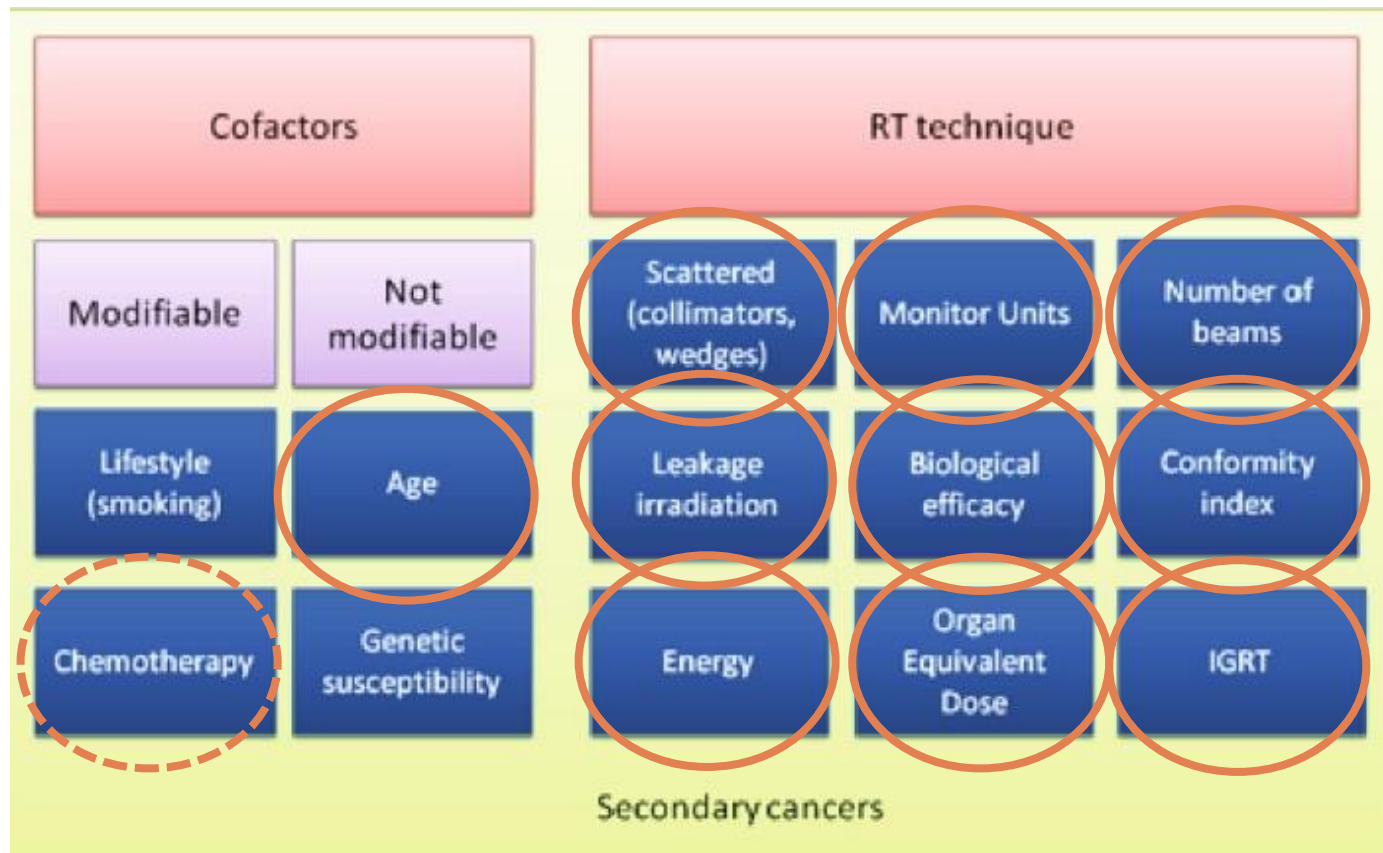 Cofactors
RT technique
Modifiable
Not
modifiable
Scattered
(collimators,
wedges)
Monitor Units
Number of
beams
Lifestyle
(smoking)
Age
Leakage
irradiation
Biological
efficacy
Conformity
index
Chemotherapy
Genetic
susceptibility
Energy
Organ
Equivalent
Dose
IGRT
Secondary cancers